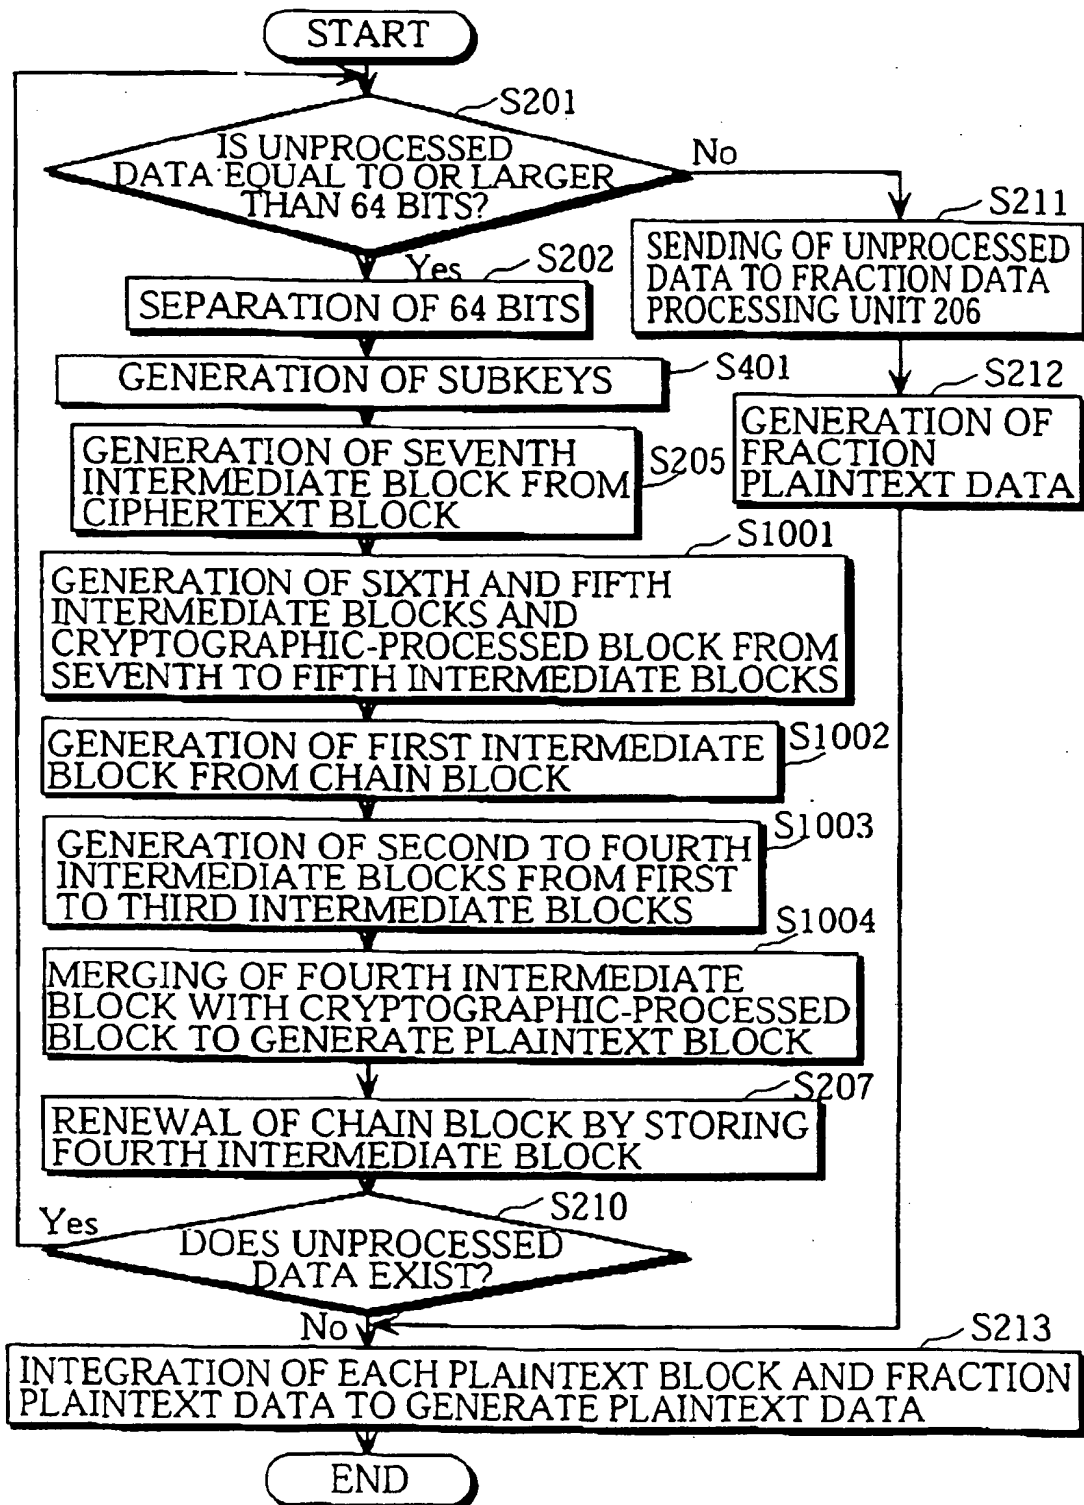 START
S201
IS UNPROCESSED
DATA EQUAL TO OR LARGER
THAN 64 BITS?
No
Yes
S202
SEPARATION OF 64 BITS
S211
SENDING OF UNPROCESSED
DATA TO FRACTION DATA
PROCESSING UNIT 206
S401
GENERATION OF SUBKEYS
S212
GENERATION OF
FRACTION
PLAINTEXT DATA
S205
GENERATION OF SEVENTH
INTERMEDIATE BLOCK FROM
CIPHERTEXT BLOCK
S1001
GENERATION OF SIXTH AND FIFTH
INTERMEDIATE BLOCKS AND
CRYPTOGRAPHIC-PROCESSED BLOCK FROM
SEVENTH TO FIFTH INTERMEDIATE BLOCKS
S1002
GENERATION OF FIRST INTERMEDIATE
BLOCK FROM CHAIN BLOCK
S1003
GENERATION OF SECOND TO FOURTH
INTERMEDIATE BLOCKS FROM FIRST
TO THIRD INTERMEDIATE BLOCKS
S1004
MERGING OF FOURTH INTERMEDIATE
BLOCK WITH CRYPTOGRAPHIC-PROCESSED
BLOCK TO GENERATE PLAINTEXT BLOCK
S207
RENEWAL OF CHAIN BLOCK BY STORING
FOURTH INTERMEDIATE BLOCK
S210
Yes
DOES UNPROCESSED
DATA EXIST?
No
S213
INTEGRATION OF EACH PLAINTEXT BLOCK AND FRACTION
PLAINTEXT DATA TO GENERATE PLAINTEXT DATA
END